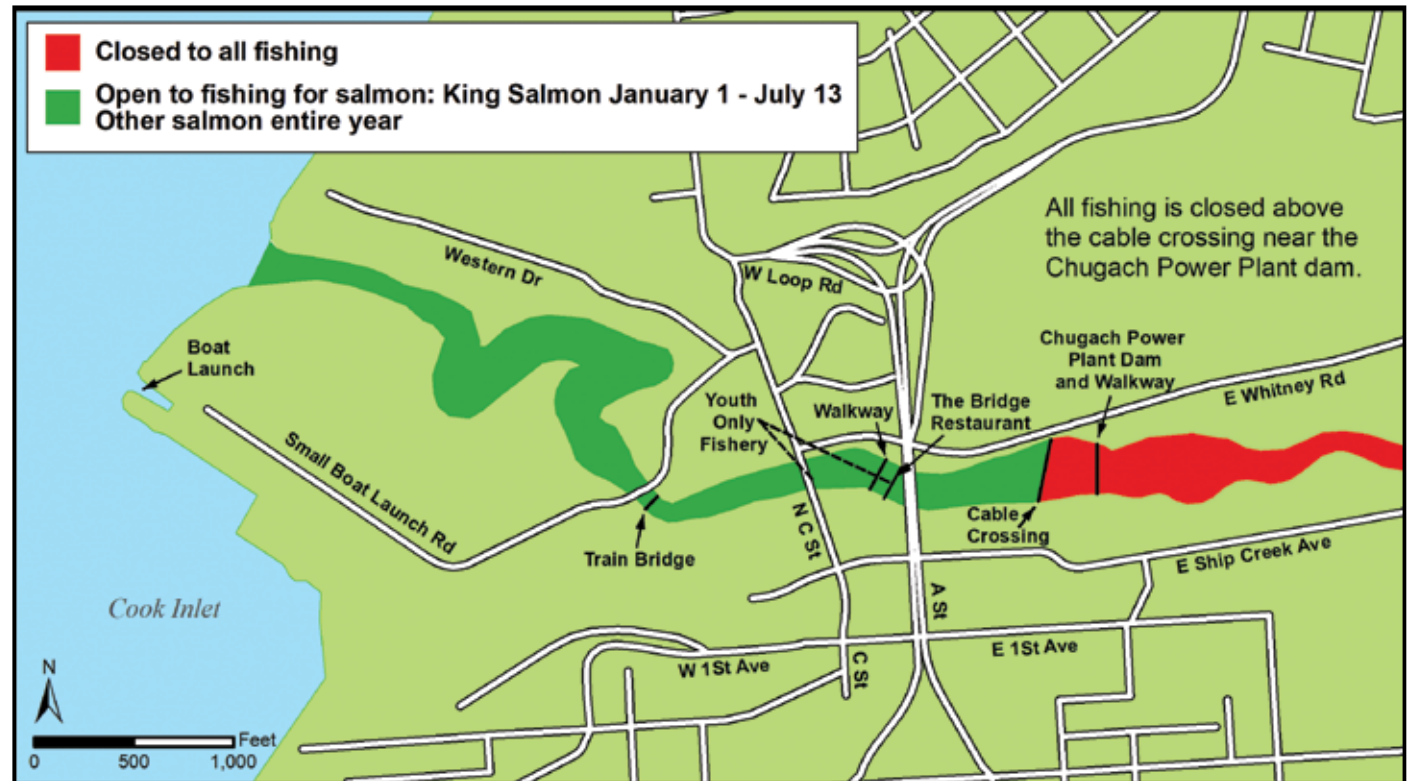 Closed to all fishing
Open to fishing for salmon: King Salmon January 1 - July 13
Other salmon entire year
All fishing is closed above
the cable crossing near the
Chugach Power Plant dam.
Western Dr
W Loop Rd
Boat
Launch
Chugach Power
Plant Dam
and Walkway
E Whitney Rd
Youth
Only
Fishery
Walkway
The Bridge
Restaurant
Small Boat Launch Rd
Train Bridge
N C St
Cable
Crossing
E Ship Creek Ave
Cook Inlet
A St
E 1St Ave
W 1St Ave
C St
N
Feet
0 500 1,000